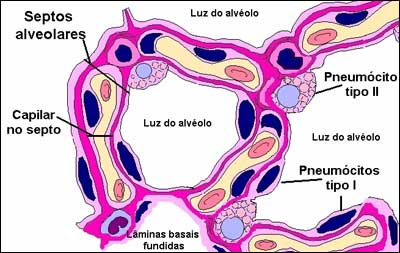 Septos
alveolares
Luz do alvéolo
Pneumócito
tipo II
Capilar
no septo
Luz do alvéolo
Luz do alvéolo
Pneumócitos
tipo I
Lâminas basais
fundidas